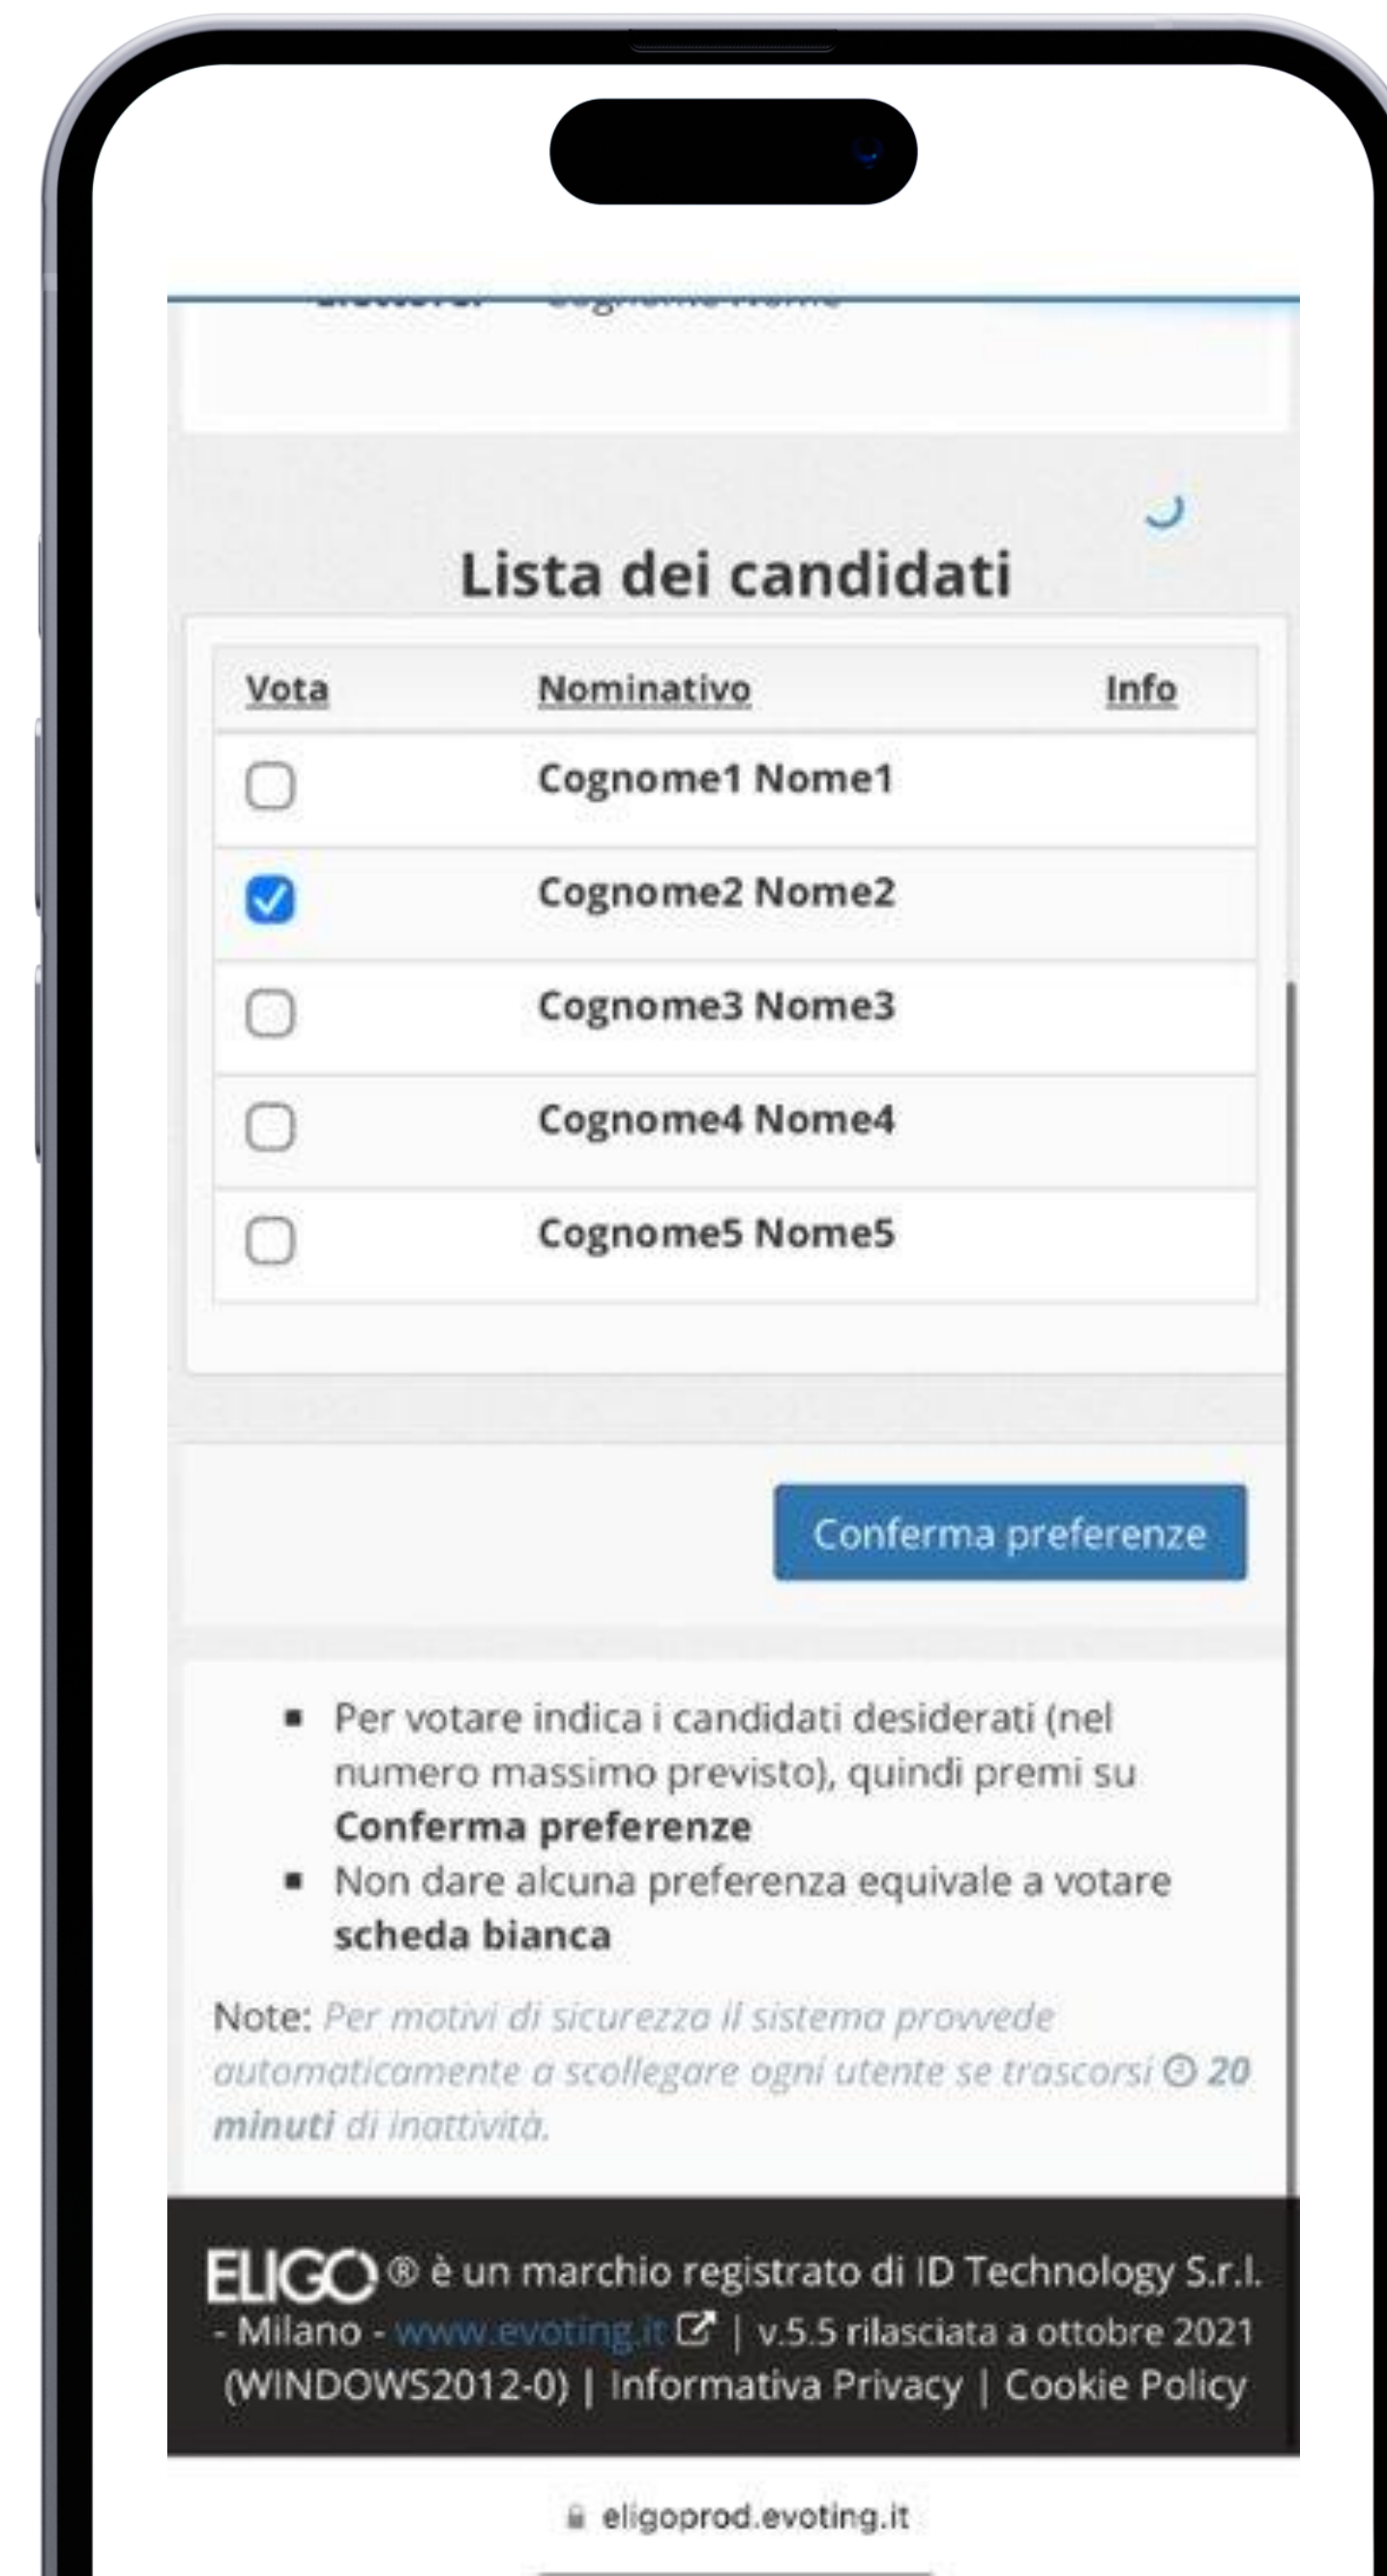 Cognome Nome
Lista dei candidati
Vota Nominativo Info
Cognome1 Nome1
Cognome2 Nome2
Cognome3 Nome3
Cognome4 Nome4
Cognome5 Nome5
Conferma preferenze
▪ Per votare indica i candidati desiderati (nel
numero massimo previsto), quindi premi su
Conferma preferenze
▪ Non dare alcuna preferenza equivale a votare
scheda bianca
Note: Per motivi di sicurezza il sistema provvede
automaticamente a scollegare ogni utente se trascorsi 20
minuti di inattività.
ELIGO ® è un marchio registrato di ID Technology S.r.l.
- Milano - www.evoting.it | v.5.5 rilasciata a ottobre 2021
(WINDOWS2012-0) | Informativa Privacy | Cookie Policy
eligoprod.evoting.it